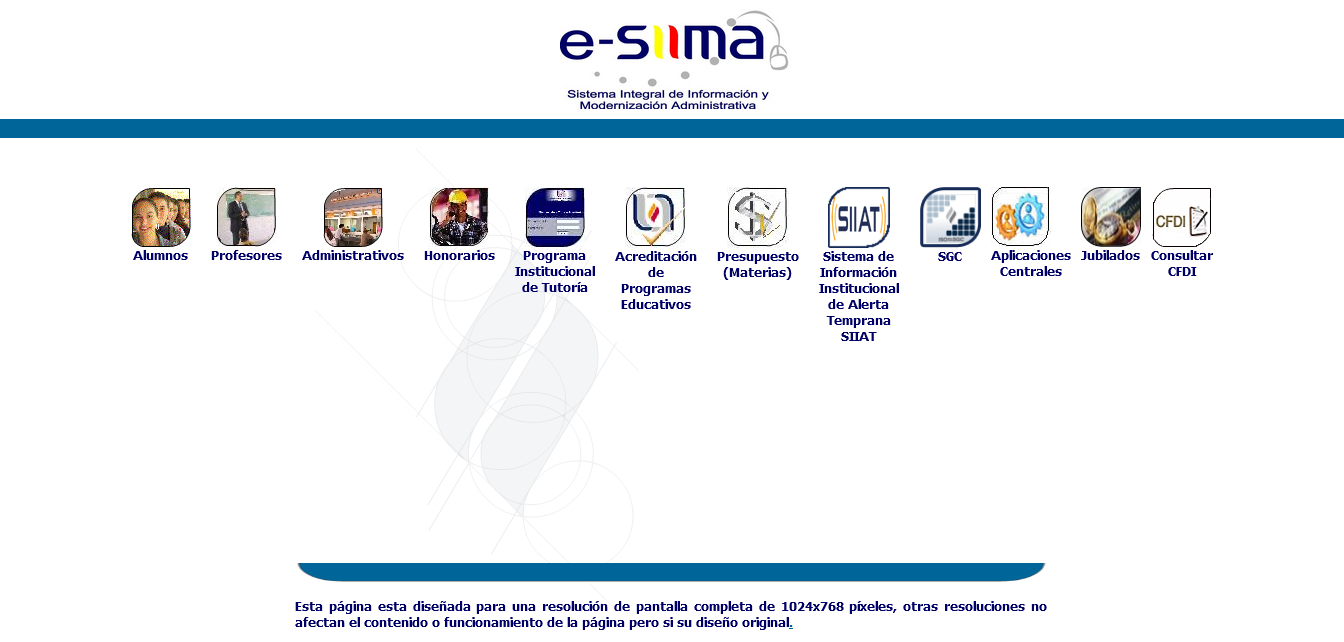 e-siima
Sistema Integral de Información y
Modernización Administrativa
SIIAT
CFDI
Alumnos
Profesores
Administrativos
Honorarios
Programa
Institucional
de Tutoría
Acreditación
de
Programas
Educativos
Presupuesto
(Materias)
Sistema de
Información
Institucional
de Alerta
Temprana
SIIAT
SGC
Aplicaciones
Centrales
Jubilados
Consultar
CFDI
Esta página esta diseñada para una resolución de pantalla completa de 1024x768 píxeles, otras resoluciones no
afectan el contenido o funcionamiento de la página pero si su diseño original.